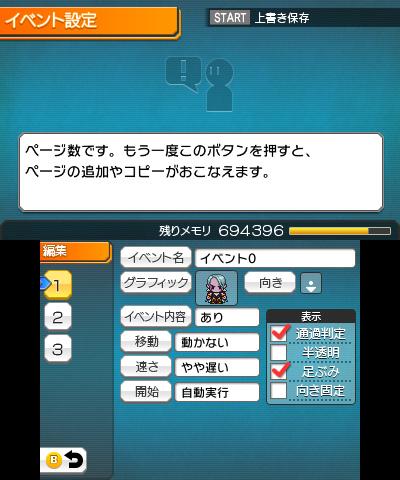 イベント設定
START 上書き保存
ページ数です。もう一度このボタンを押すと、
ページの追加やコピーがおこなえます。
残りメモリ 694396
編集
1
2
3
B
イベント名 イベント0
グラフィック 向き
イベント内容 あり
移動 動かない
速さ やや遅い
開始 自動実行
表示
通過判定
半透明
足ぶみ
向き固定